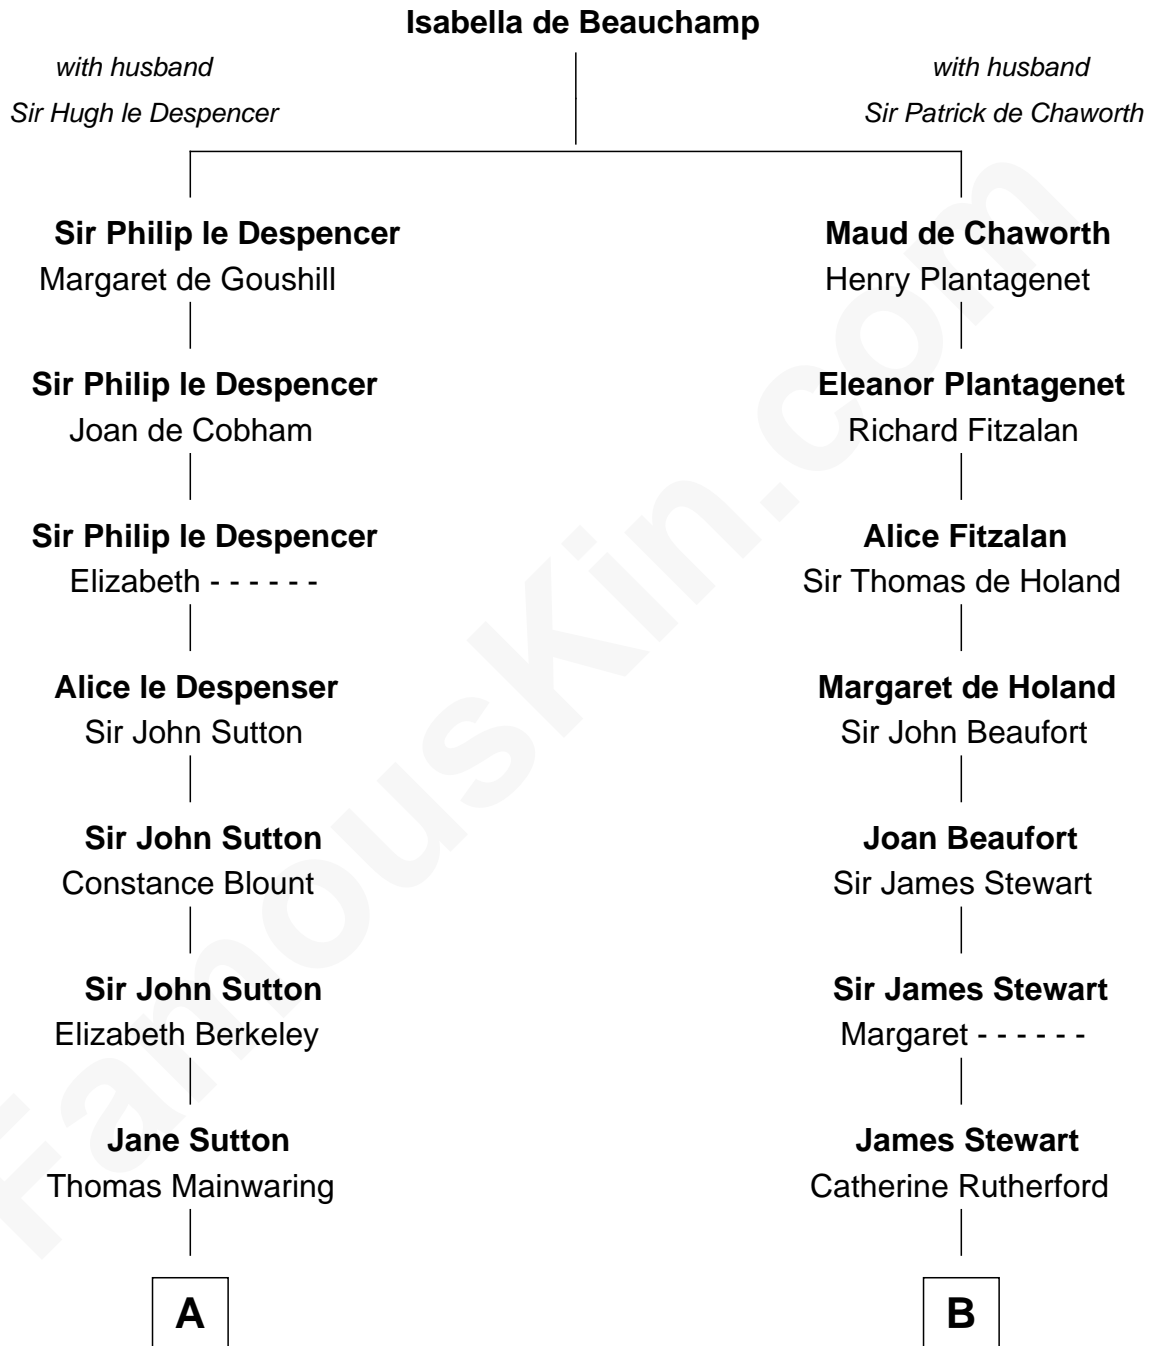 Isabella de Beauchamp
with husband
Sir Hugh le Despencer
with husband
Sir Patrick de Chaworth
Sir Philip le Despencer
Margaret de Goushill
Maud de Chaworth
Henry Plantagenet
Sir Philip le Despencer
Joan de Cobham
Eleanor Plantagenet
Richard Fitzalan
Sir Philip le Despencer
Elizabeth - - - - - -
Alice Fitzalan
Sir Thomas de Holand
Alice le Despenser
Sir John Sutton
Margaret de Holand
Sir John Beaufort
Sir John Sutton
Constance Blount
Joan Beaufort
Sir James Stewart
Sir John Sutton
Elizabeth Berkeley
Sir James Stewart
Margaret - - - - - -
Jane Sutton
Thomas Mainwaring
James Stewart
Catherine Rutherford
A
B
FamousKin.com